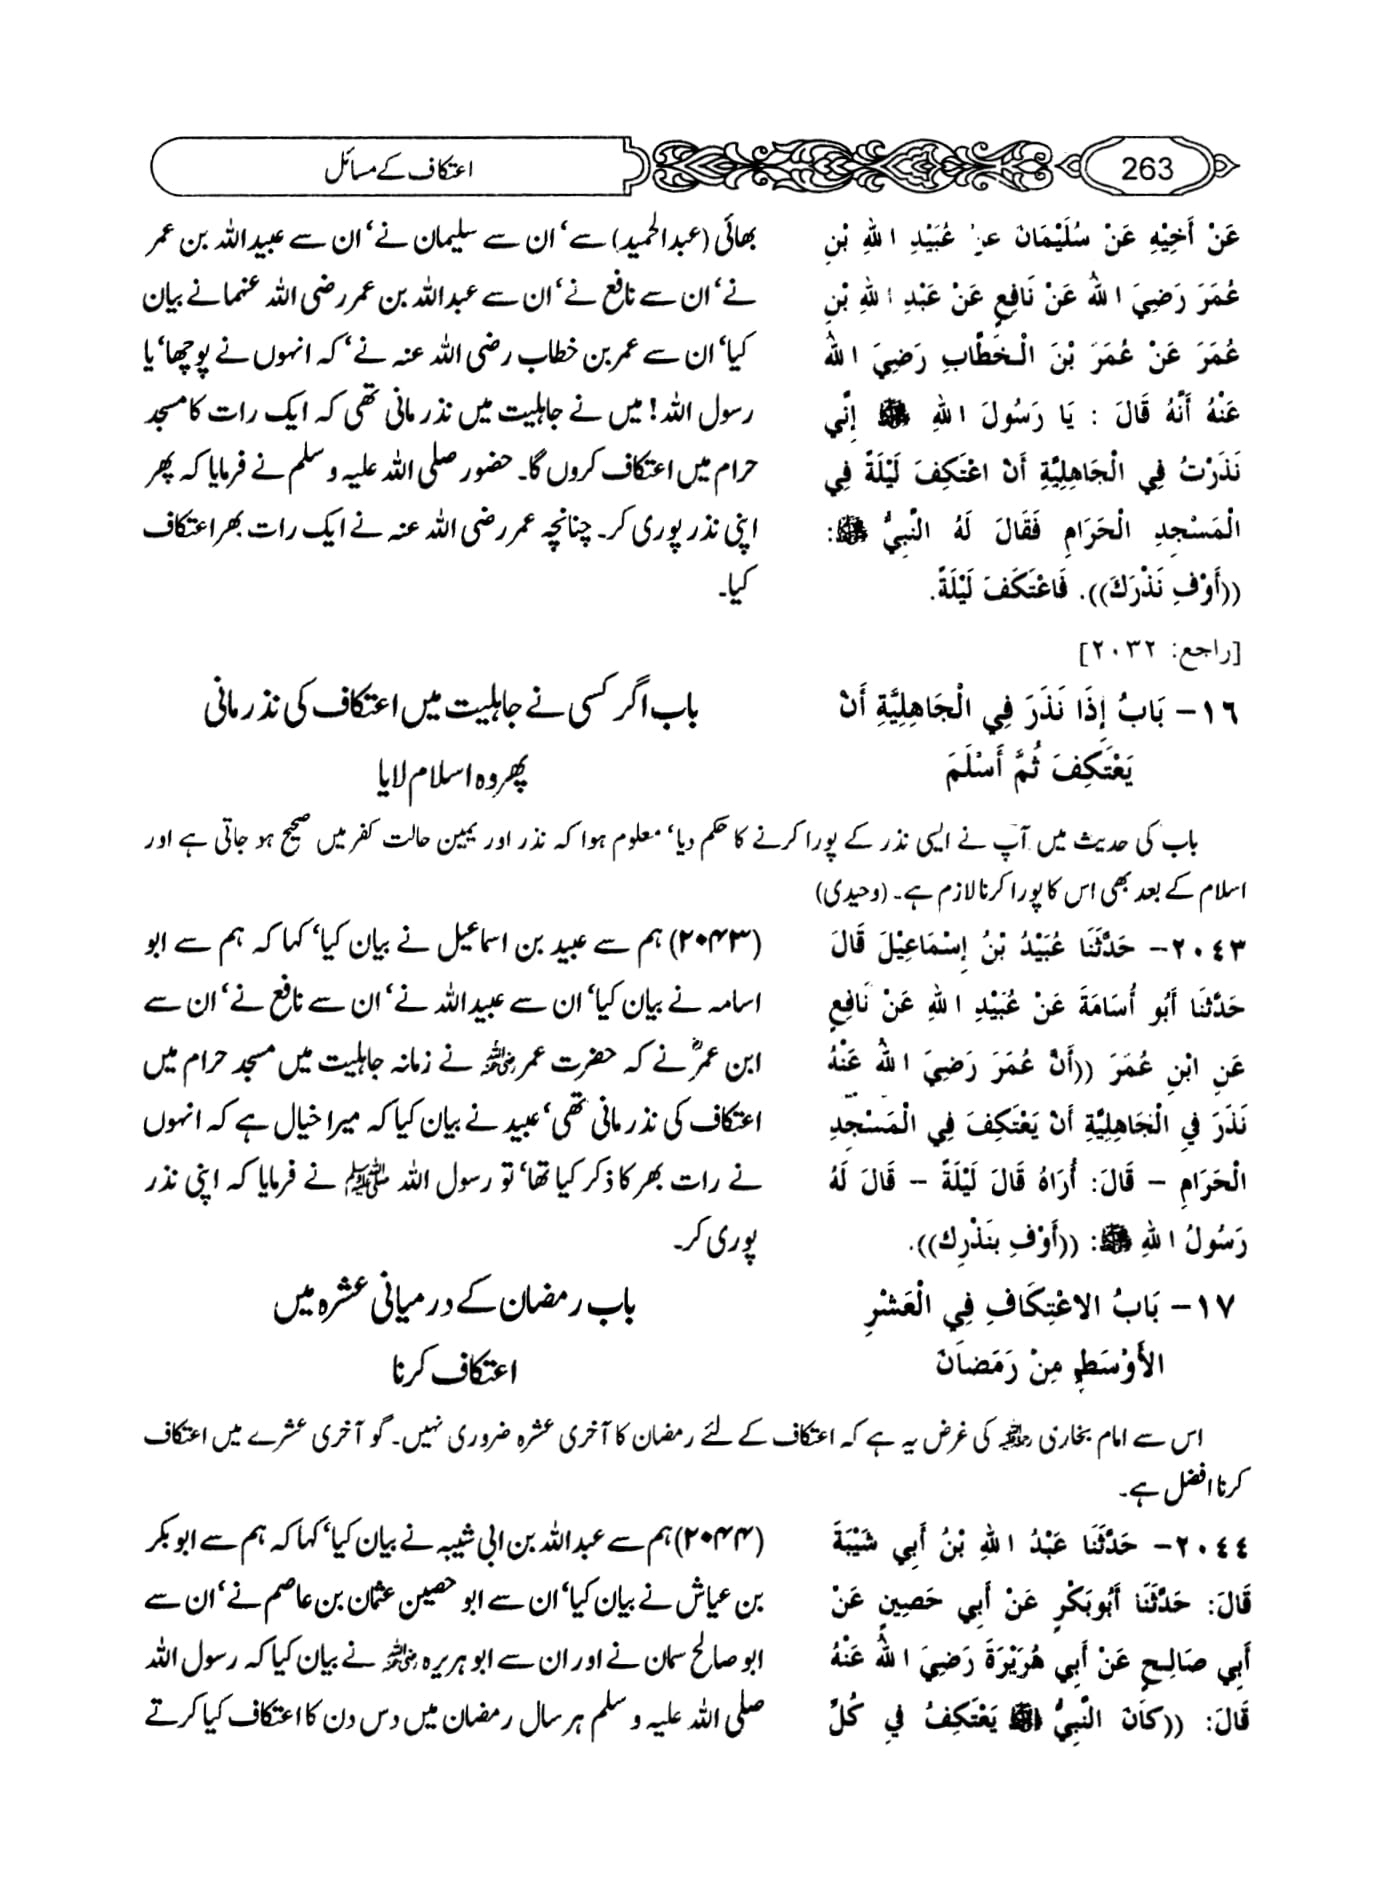 263
اعتکاف کے مسائل
عَنْ أَخِيْهِ عَنْ سُلَيْمَانَ عَنْ عُبَيْدِ اللهِ بْنِ
عُمَرَ رَضِيَ اللهُ عَنْ نَافِعٍ عَنْ عَبْدِ اللهِ بْنِ
عُمَرَ عَنْ عُمَرَ بْنَ الْخَطَّابِ رَضِيَ اللهُ
عَنْهُ أَنَّهُ قَالَ : يَا رَسُولَ اللهِ ﷺ إِنِّي
نَذَرْتُ فِي الْجَاهِلِيَّةِ أَنْ اعْتَكِفَ لَيْلَةً فِي
الْمَسْجِدِ الْحَرَامِ فَقَالَ لَهُ النَّبِيُّ ﷺ:
((أَوْفِ نَذْرَكَ)). فَاعْتَكَفَ لَيْلَةً.
[راجع: ٢٠٣٢]
بھائی (عبدالحمید) سے‘ ان سے سلیمان نے‘ ان سے عبیداللہ بن عمر
نے‘ ان سے نافع نے‘ ان سے عبداللہ بن عمر رضی اللہ عنہما نے بیان
کیا‘ ان سے عمر بن خطاب رضی اللہ عنہ نے‘ کہ انہوں نے پوچھا‘ یا
رسول اللہ! میں نے جاہلیت میں نذر مانی تھی کہ ایک رات کا مسجد
حرام میں اعتکاف کروں گا۔ حضور صلی اللہ علیہ و سلم نے فرمایا کہ پھر
اپنی نذر پوری کر۔ چنانچہ عمر رضی اللہ عنہ نے ایک رات بھر اعتکاف
کیا۔
١٦- بَابُ إِذَا نَذَرَ فِي الْجَاهِلِيَّةِ أَنْ
يَعْتَكِفَ ثُمَّ أَسْلَمَ
باب اگر کسی نے جاہلیت میں اعتکاف کی نذر مانی
پھر وہ اسلام لایا
باب کی حدیث میں آپ نے ایسی نذر کے پورا کرنے کا حکم دیا‘ معلوم ہوا کہ نذر اور یمین حالت کفر میں صحیح ہو جاتی ہے اور
اسلام کے بعد بھی اس کا پورا کرنا لازم ہے۔ (وحیدی)
٢٠٤٣- حَدَّثَنَا عُبَيْدُ بْنُ إِسْمَاعِيْلَ قَالَ
حَدَّثَنَا أَبُو أُسَامَةَ عَنْ عُبَيْدِ اللهِ عَنْ نَافِعٍ
عَنِ ابْنِ عُمَرَ ((أَنَّ عُمَرَ رَضِيَ اللهُ عَنْهُ
نَذَرَ فِي الْجَاهِلِيَّةِ أَنْ يَعْتَكِفَ فِي الْمَسْجِدِ
الْحَرَامِ – قَالَ: أُرَاهُ قَالَ لَيْلَةً – قَالَ لَهُ
رَسُولُ اللهِ ﷺ: ((أَوْفِ بِنَذْرِكَ)).
(۲۰۴۳) ہم سے عبید بن اسماعیل نے بیان کیا‘ کہا کہ ہم سے ابو
اسامہ نے بیان کیا‘ ان سے عبیداللہ نے‘ ان سے نافع نے‘ ان سے
ابن عمرؓ نے کہ حضرت عمر رضی اللہ عنہ نے زمانہ جاہلیت میں مسجد حرام میں
اعتکاف کی نذر مانی تھی‘ عبید نے بیان کیا کہ میرا خیال ہے کہ انہوں
نے رات بھر کا ذکر کیا تھا‘ تو رسول اللہ ﷺ نے فرمایا کہ اپنی نذر
پوری کر۔
١٧- بَابُ الاِعْتِكَافِ فِي الْعَشْرِ
الأَوْسَطِ مِنْ رَمَضَانَ
باب رمضان کے درمیانی عشرہ میں
اعتکاف کرنا
اس سے امام بخاری رحمہ اللہ کی غرض یہ ہے کہ اعتکاف کے لئے رمضان کا آخری عشرہ ضروری نہیں۔ گو آخری عشرے میں اعتکاف
کرنا افضل ہے۔
٢٠٤٤- حَدَّثَنَا عَبْدُ اللهِ بْنُ أَبِي شَيْبَةَ
قَالَ: حَدَّثَنَا أَبُوبَكْرٍ عَنْ أَبِي حَصِينٍ عَنْ
أَبِي صَالِحٍ عَنْ أَبِي هُرَيْرَةَ رَضِيَ اللهُ عَنْهُ
قَالَ: ((كَانَ النَّبِيُّ ﷺ يَعْتَكِفُ فِي كُلِّ
(۲۰۴۴) ہم سے عبداللہ بن ابی شیبہ نے بیان کیا‘ کہا کہ ہم سے ابوبکر
بن عیاش نے بیان کیا‘ ان سے ابو حصین عثمان بن عاصم نے‘ ان سے
ابو صالح سمان نے اور ان سے ابو ہریرہ رضی اللہ عنہ نے بیان کیا کہ رسول اللہ
صلی اللہ علیہ و سلم ہر سال رمضان میں دس دن کا اعتکاف کیا کرتے